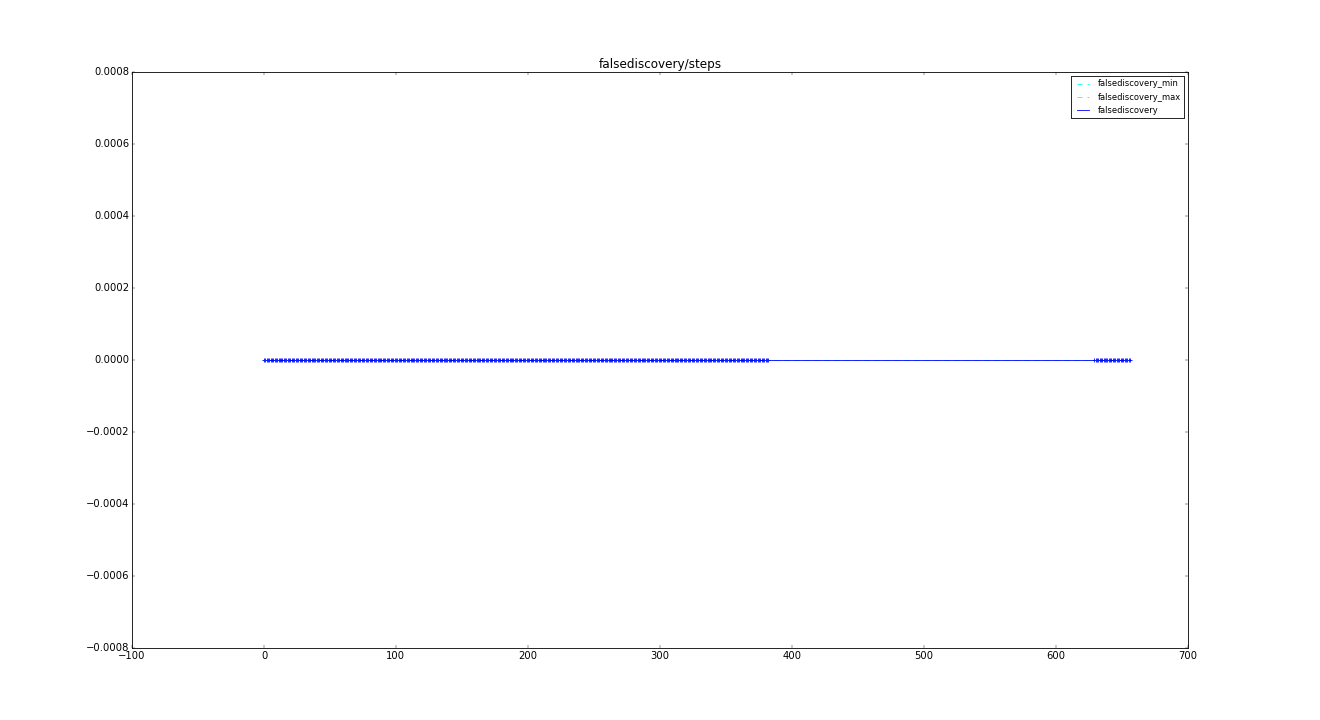 falsediscovery/steps
0.0008
0.0006
0.0004
0.0002
0.0000
−0.0002
−0.0004
−0.0006
−0.0008
−100 0 100 200 300 400 500 600 700
falsediscovery_min
falsediscovery_max
falsediscovery